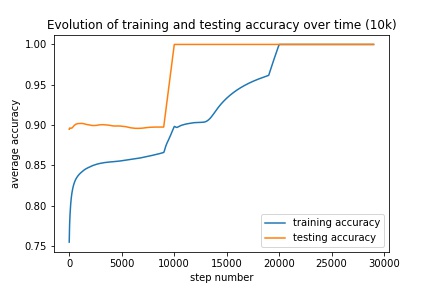 Evolution of training and testing accuracy over time (10k)
1.00
0.95
0.90
0.85
0.80
0.75
average accuracy
training accuracy
testing accuracy
0 5000 10000 15000 20000 25000 30000
step number